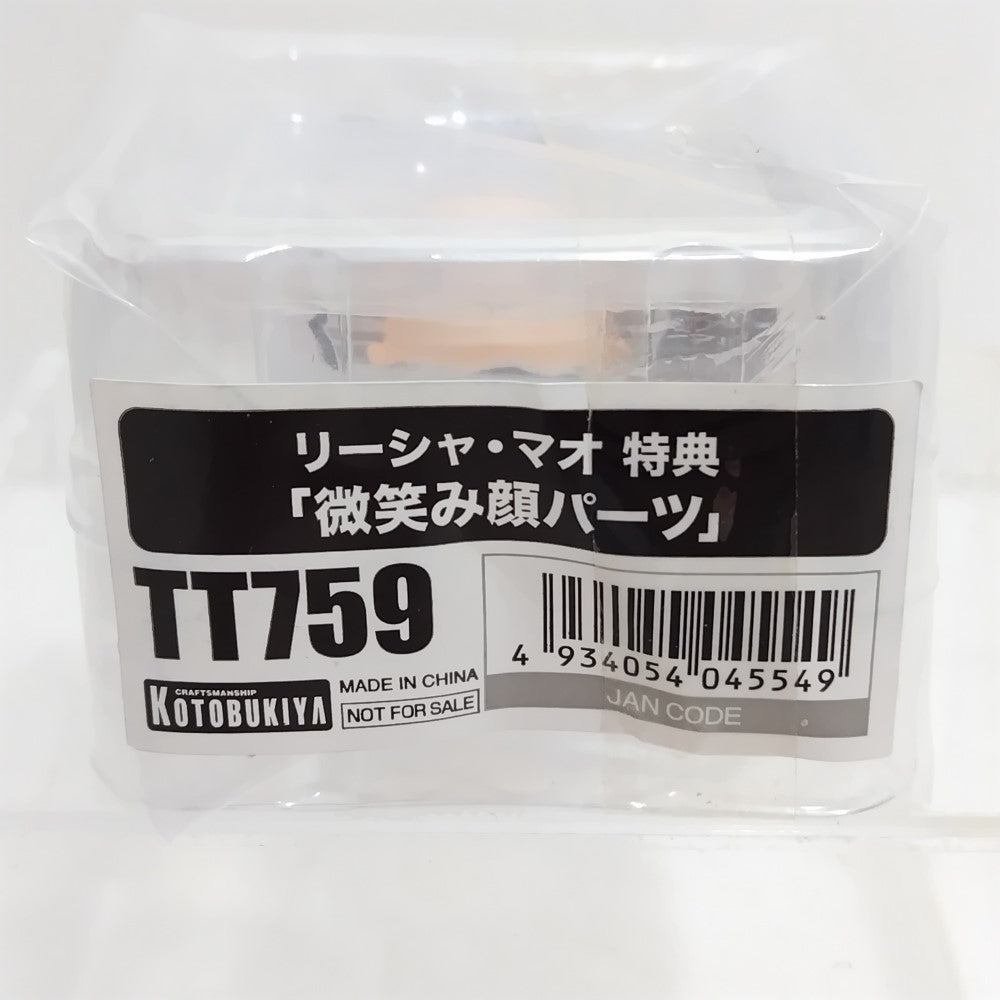 リーシャ・マオ 特典
「微笑み顔パーツ」
TT759
CRAFTSMANSHIP
KOTOBUKIYA
MADE IN CHINA
NOT FOR SALE
4 934054 045549
JAN CODE